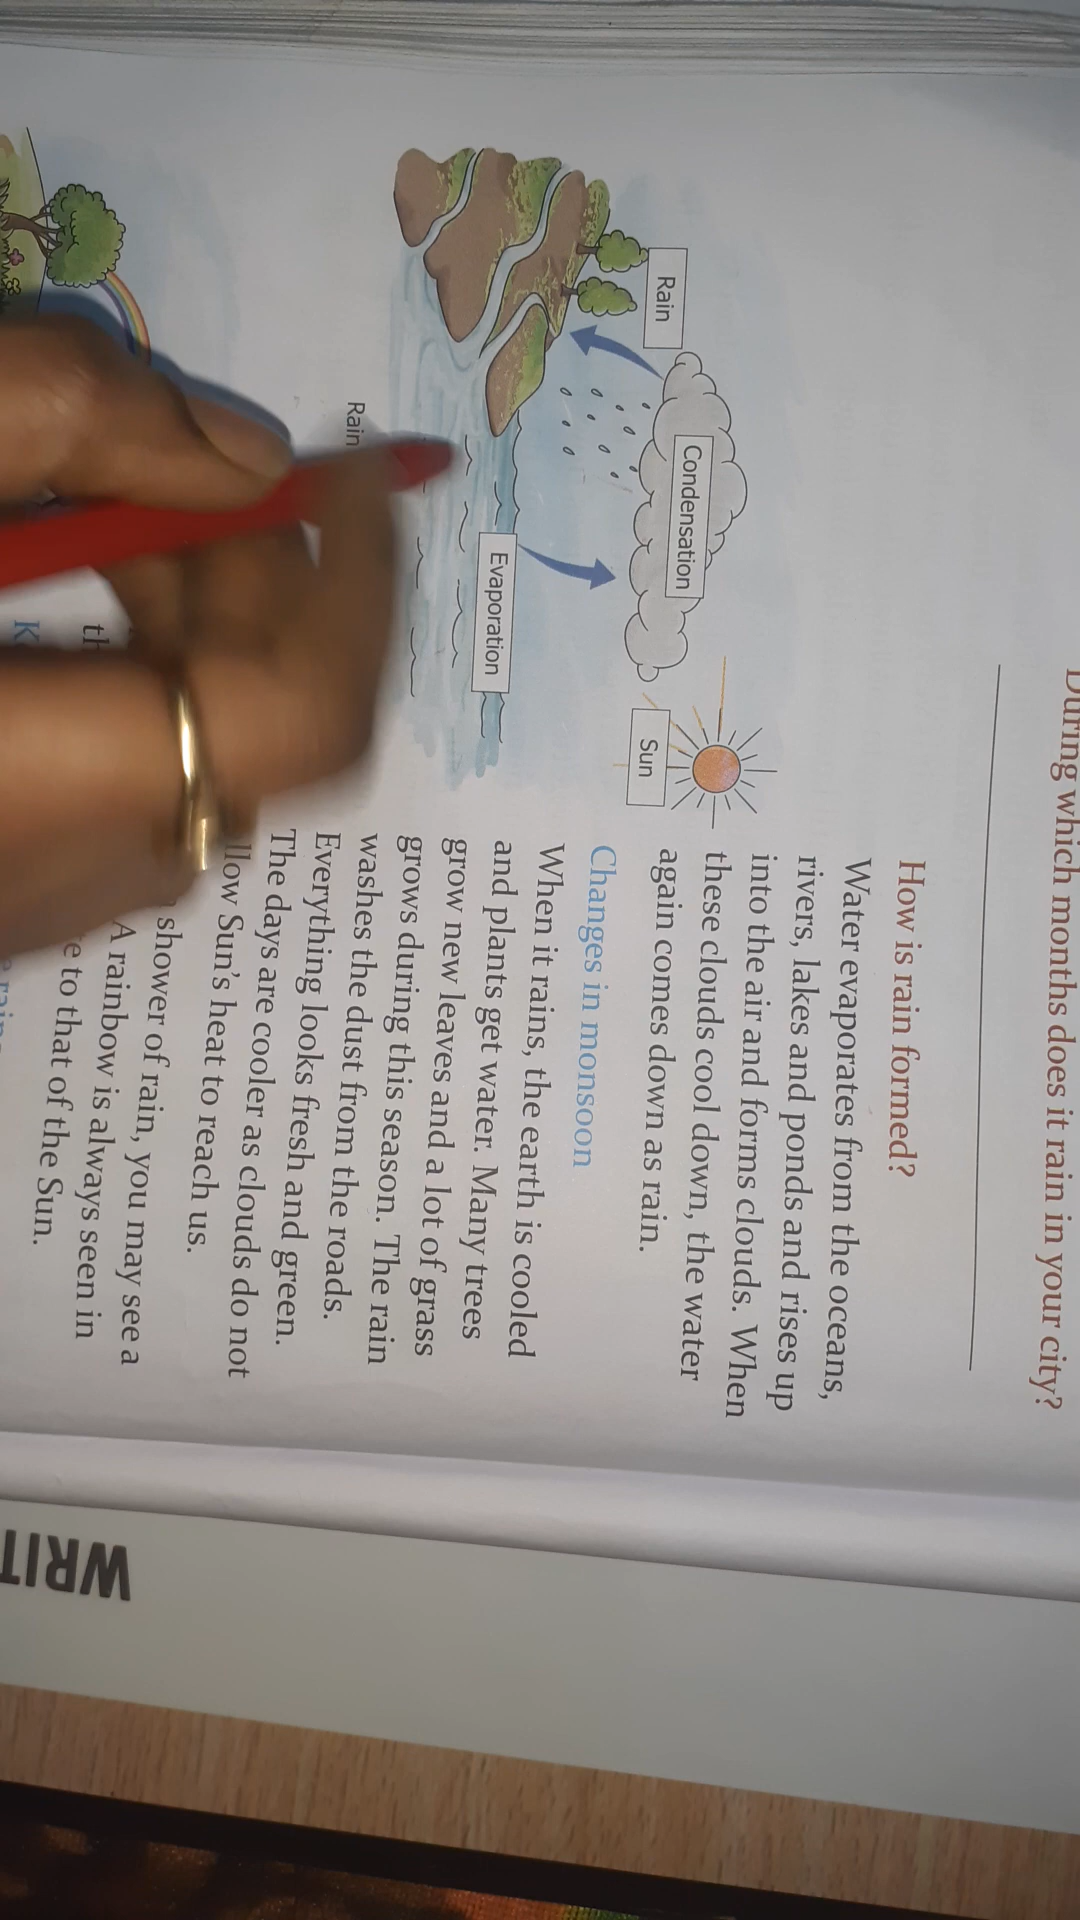 During which months does it rain in your city?
How is rain formed?
Water evaporates from the oceans,
rivers, lakes and ponds and rises up
into the air and forms clouds. When
these clouds cool down, the water
again comes down as rain.
Changes in monsoon
When it rains, the earth is cooled
and plants get water. Many trees
grow new leaves and a lot of grass
grows during this season. The rain
washes the dust from the roads.
Everything looks fresh and green.
The days are cooler as clouds do not
Sun's heat to reach us.
shower of rain, you may see a
A rainbow is always seen in
to that of the Sun.
Rain
Condensation
Sun
Evaporation
Rain
WRIT